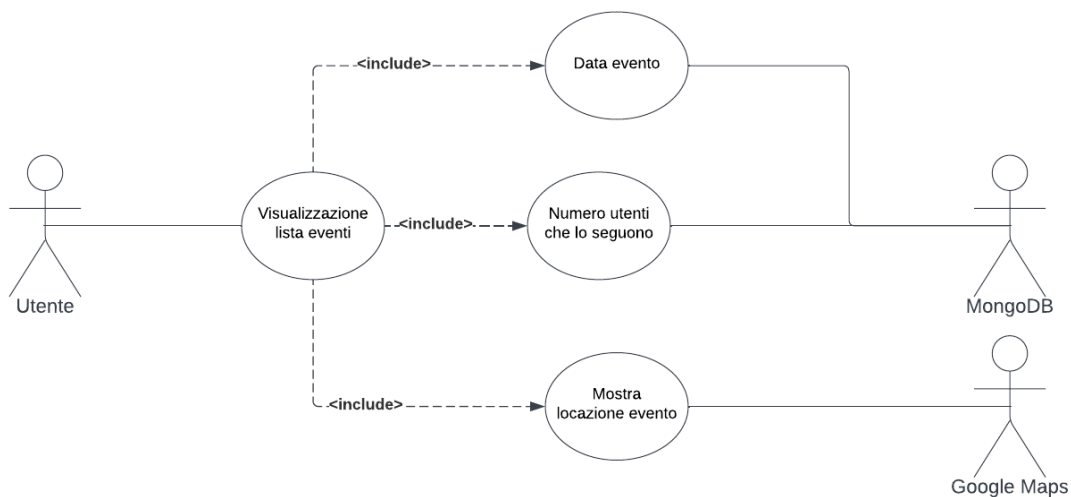 <include>
Data evento
Visualizzazione
lista eventi
<include>
Numero utenti
che lo seguono
Utente
MongoDB
<include>
Mostra
locazione evento
Google Maps